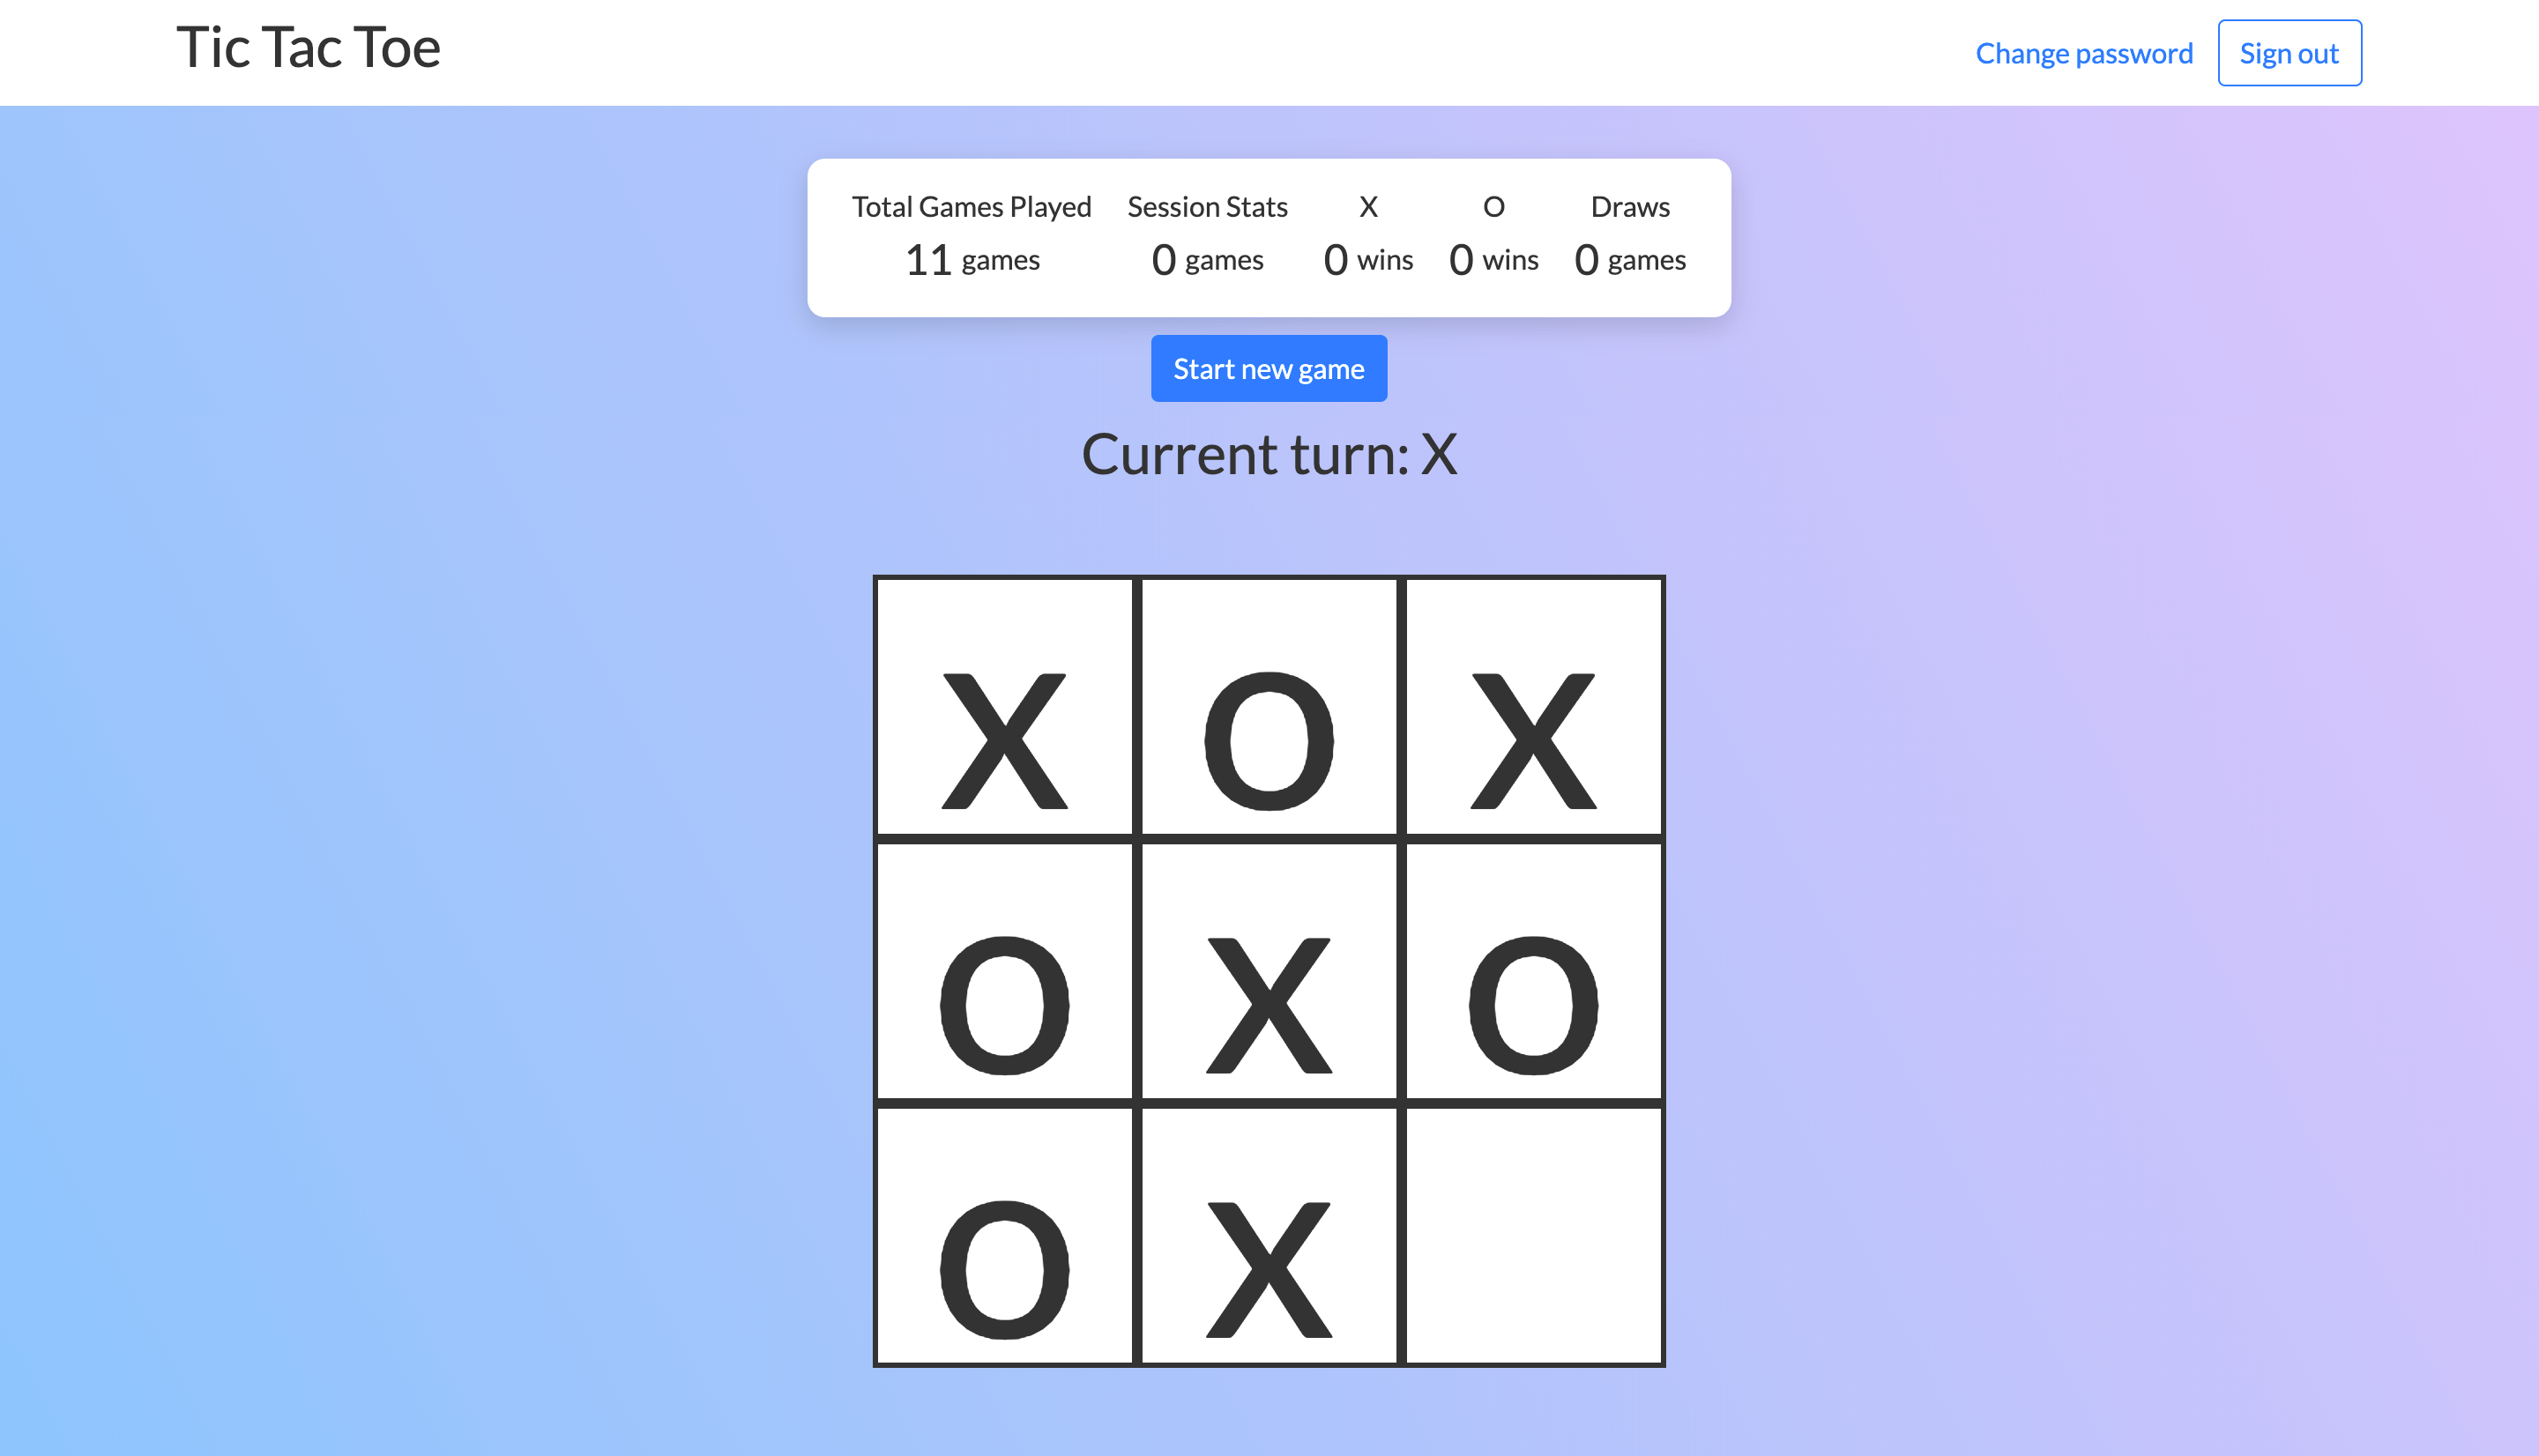 Tic Tac Toe
Change password
Sign out
Total Games Played Session Stats X O Draws
11 games 0 games 0 wins 0 wins 0 games
Start new game
Current turn: X
X O X
O X O
O X